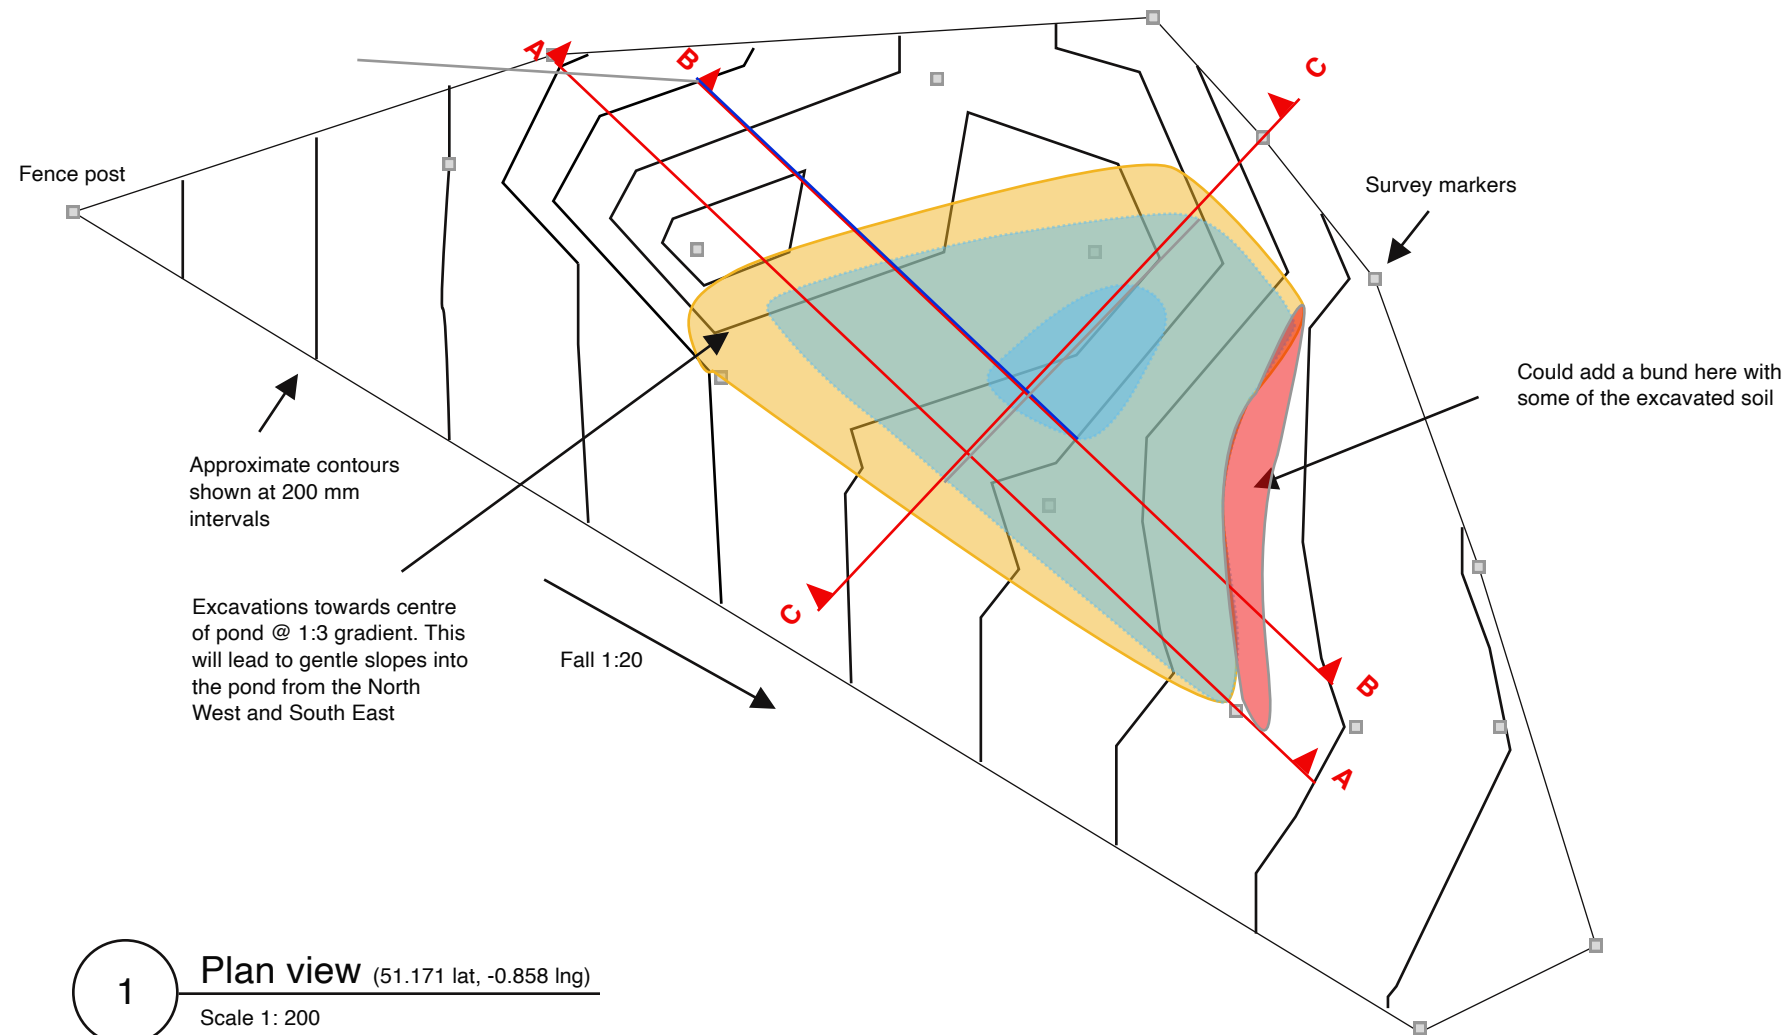 A
B
C
Fence post
Survey markers
Could add a bund here with
some of the excavated soil
Approximate contours
shown at 200 mm
intervals
Excavations towards centre
of pond @ 1:3 gradient. This
will lead to gentle slopes into
the pond from the North
West and South East
C
Fall 1:20
B
A
1
Plan view (51.171 lat, -0.858 lng)
Scale 1: 200